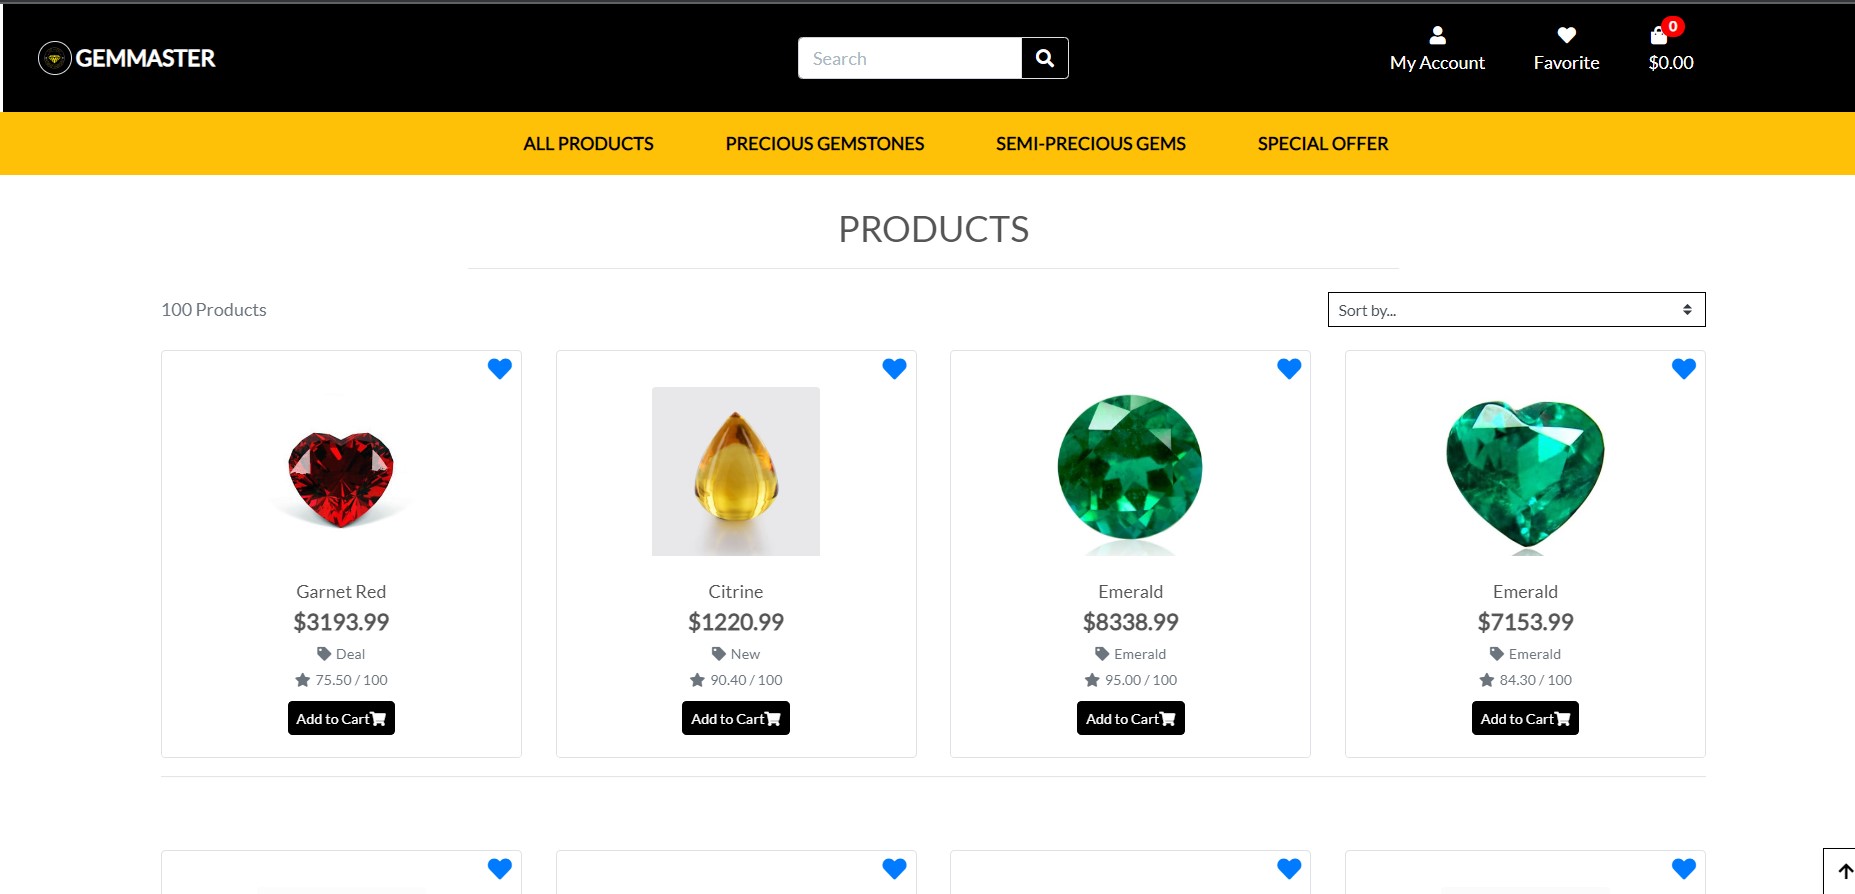 GEMMASTER
Search
My Account
Favorite
0
$0.00
ALL PRODUCTS
PRECIOUS GEMSTONES
SEMI-PRECIOUS GEMS
SPECIAL OFFER
PRODUCTS
100 Products
Sort by...
Garnet Red
$3193.99
Deal
75.50 / 100
Add to Cart
Citrine
$1220.99
New
90.40 / 100
Add to Cart
Emerald
$8338.99
Emerald
95.00 / 100
Add to Cart
Emerald
$7153.99
Emerald
84.30 / 100
Add to Cart